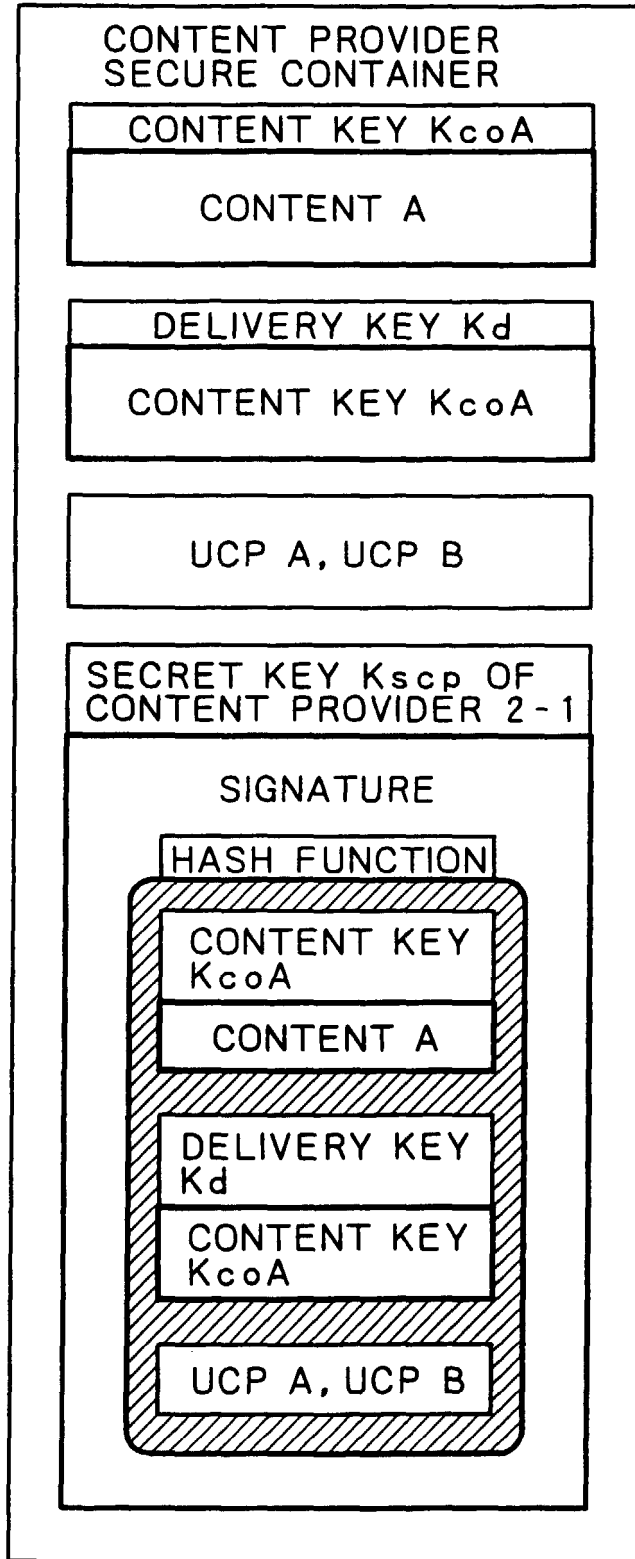 CONTENT PROVIDER
SECURE CONTAINER
CONTENT KEY KcoA
CONTENT A
DELIVERY KEY Kd
CONTENT KEY KcoA
UCP A, UCP B
SECRET KEY Kscp OF
CONTENT PROVIDER 2-1
SIGNATURE
HASH FUNCTION
CONTENT KEY
KcoA
CONTENT A
DELIVERY KEY
Kd
CONTENT KEY
KcoA
UCP A, UCP B